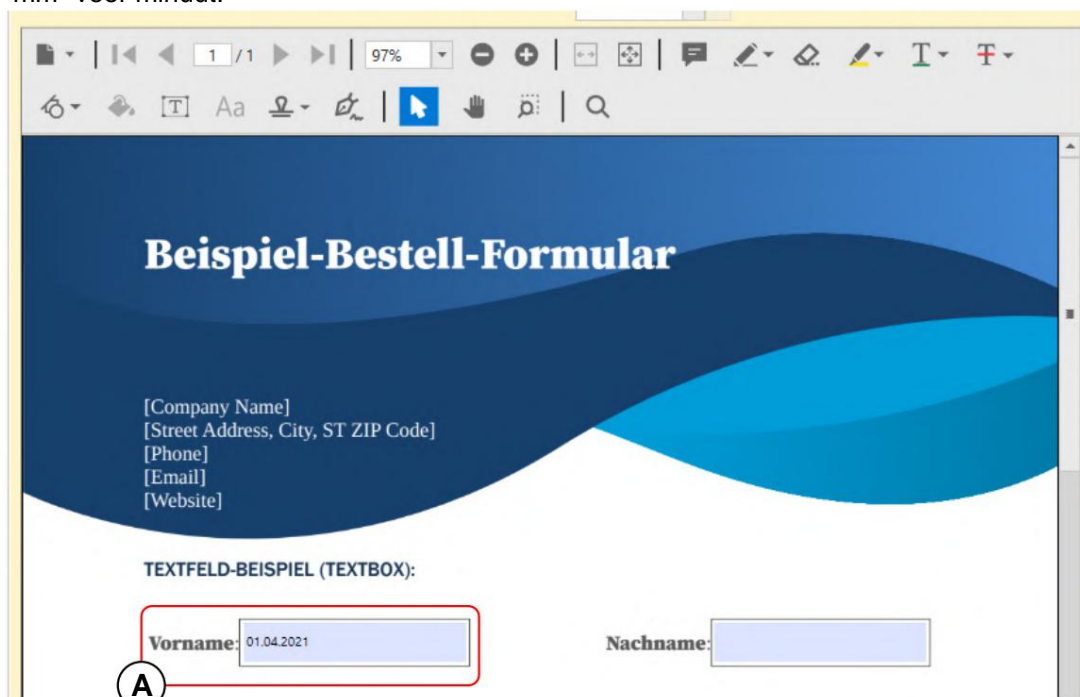 1 / 1
97%
T
Aa
Beispiel-Bestell-Formular
[Company Name]
[Street Address, City, ST ZIP Code]
[Phone]
[Email]
[Website]
TEXTFELD-BEISPIEL (TEXTBOX):
Vorname: 01.04.2021 Nachname:
A